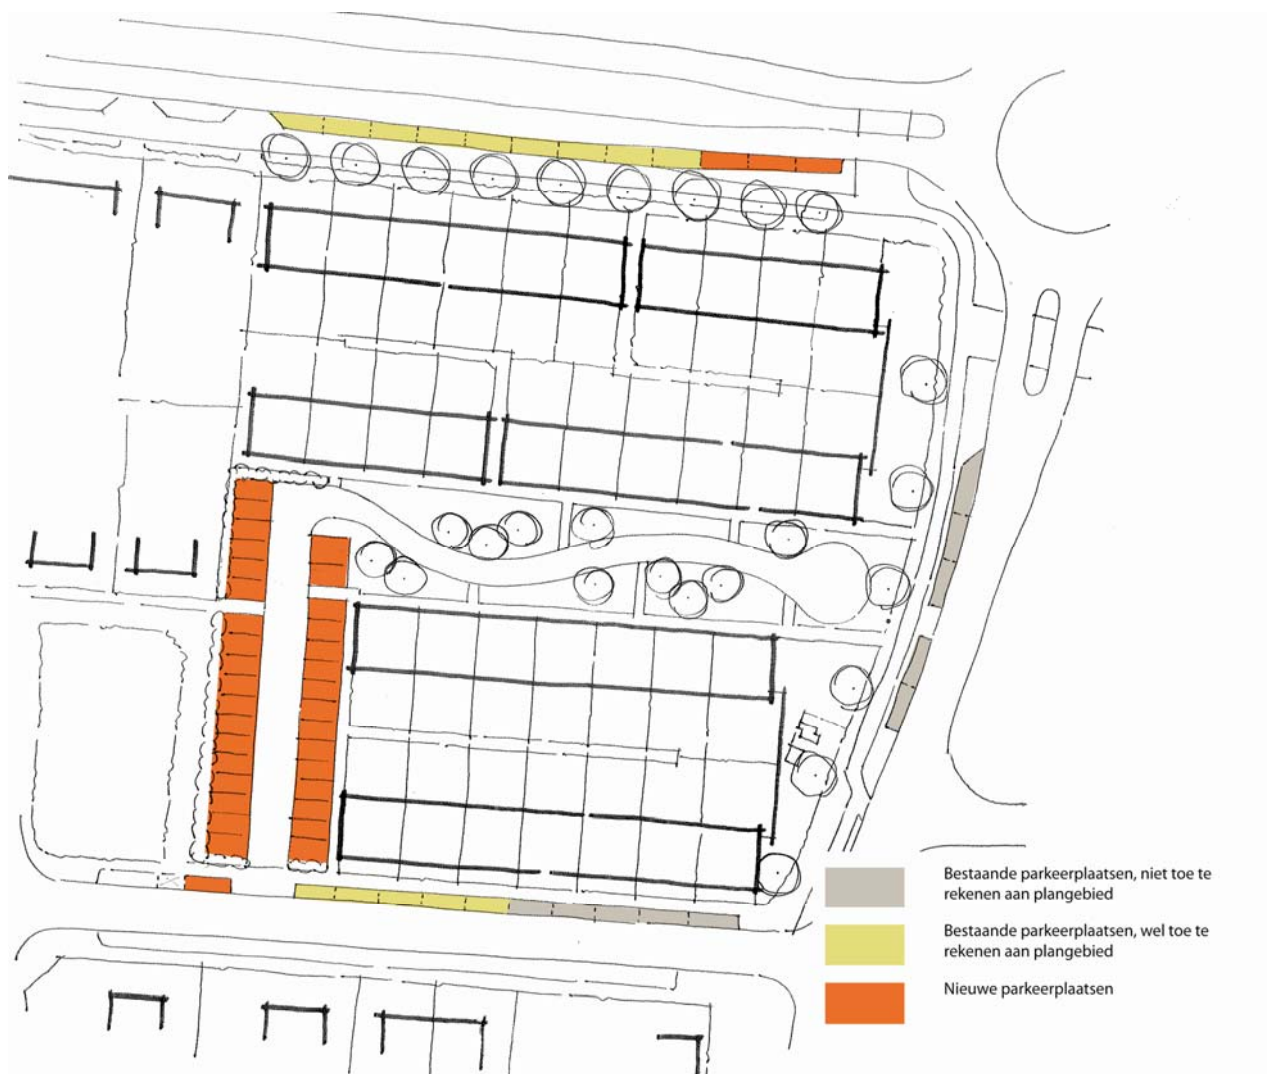 Bestaande parkeerplaatsen, niet toe te
rekenen aan plangebied
Bestaande parkeerplaatsen, wel toe te
rekenen aan plangebied
Nieuwe parkeerplaatsen